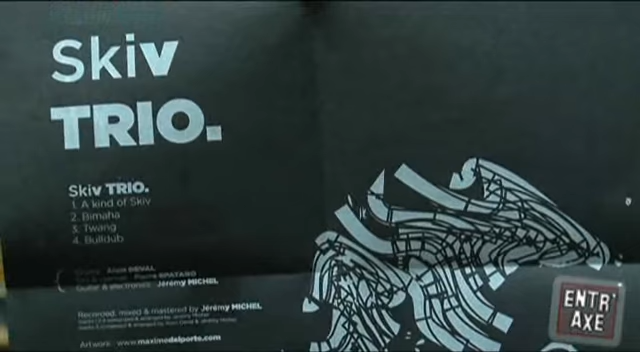 Skiv
TRIO.
Skiv TRIO.
1. A kind of Skiv
2. Bimaha
3. Twang
4. Bulldub
Guitar & electronics : Jérémy MICHEL
Recorded, mixed & mastered by Jérémy MICHEL
Artwork : www.maximedelports.com
ENTR'
AXE